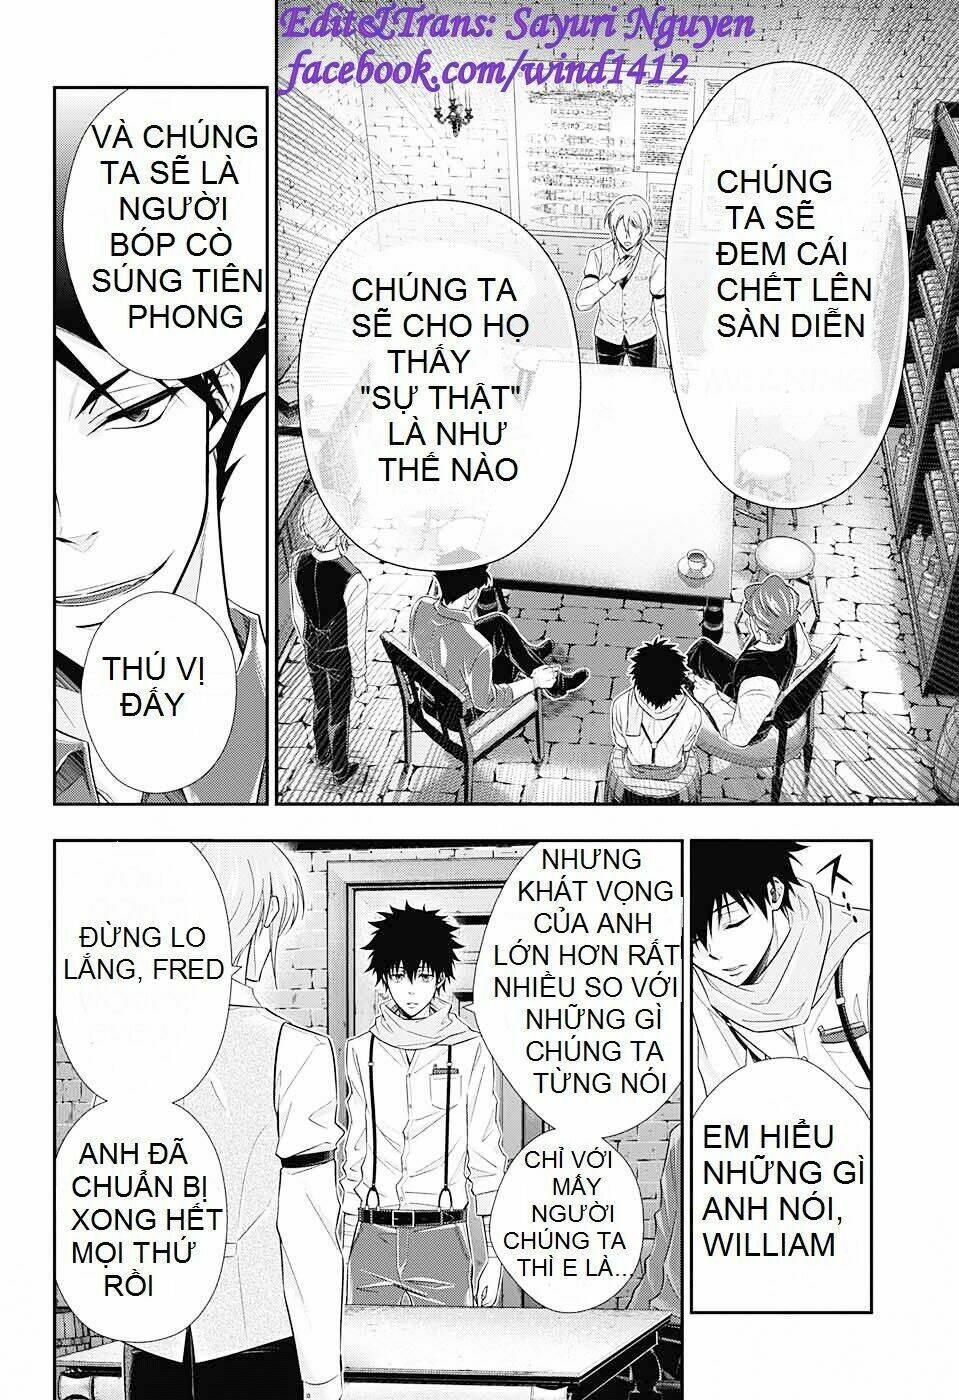 Edit&Trans: Sayuri Nguyen
facebook.com/wind1412
CHÚNG
TA SẼ
ĐEM CÁI
CHẾT LÊN
SÀN DIỄN
CHÚNG TA
SẼ CHO HỌ
THẤY
"SỰ THẬT"
LÀ NHƯ
THẾ NÀO
VÀ CHÚNG
TA SẼ LÀ
NGƯỜI
BÓP CÒ
SÚNG TIÊN
PHONG
THÚ VỊ
ĐẤY
EM HIỂU
NHỮNG GÌ
ANH NÓI,
WILLIAM
NHƯNG
KHÁT VỌNG
CỦA ANH
LỚN HƠN RẤT
NHIỀU SO VỚI
NHỮNG GÌ
CHÚNG TA
TỪNG NÓI
CHỈ VỚI
MẤY
NGƯỜI
CHÚNG TA
THÌ E LÀ...
ĐỪNG LO
LẮNG, FRED
ANH ĐÃ
CHUẨN BỊ
XONG HẾT
MỌI THỨ
RỒI